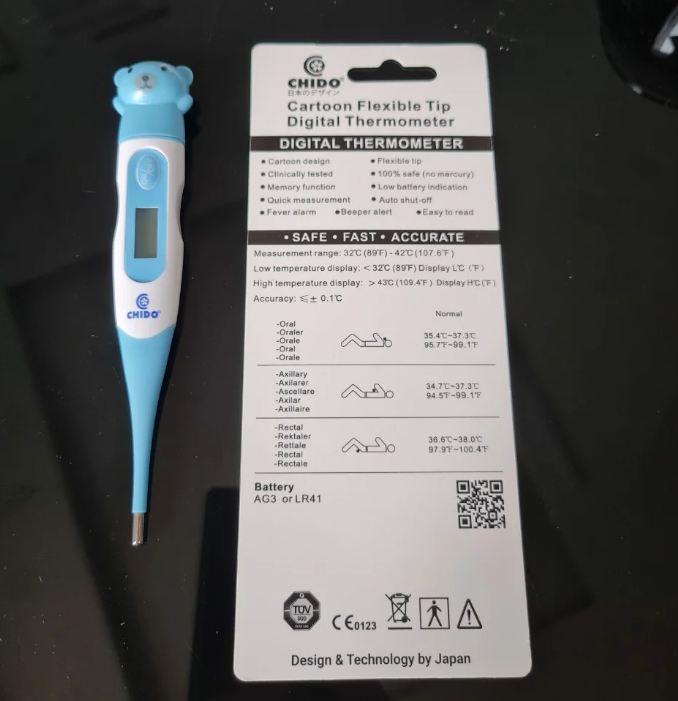 CHIDO®
CHIDO®
日本のデザイン
Cartoon Flexible Tip
Digital Thermometer
DIGITAL THERMOMETER
• Cartoon design
• Flexible tip
• Clinically tested
• 100% safe (no mercury)
• Memory function
• Low battery indication
• Quick measurement
• Auto shut-off
• Fever alarm
• Beeper alert
• Easy to read
• SAFE • FAST • ACCURATE
Measurement range: 32℃ (89℉) - 42℃ (107.6℉)
Low temperature display: < 32℃ (89℉) Display L℃ (℉)
High temperature display: > 43℃ (109.4℉) Display H℃ (℉)
Accuracy: ≤± 0.1℃
Normal
-Oral
-Oraler
-Orale
-Oral
-Orale
35.4℃~37.3℃
95.7℉~99.1℉
-Axillary
-Axilarer
-Ascellare
-Axilar
-Axillaire
34.7℃~37.3℃
94.5℉~99.1℉
-Rectal
-Rektaler
-Rettale
-Rectal
-Rectale
36.6℃~38.0℃
97.9℉~100.4℉
Battery
AG3 or LR41
TÜV
CE0123
Design & Technology by Japan